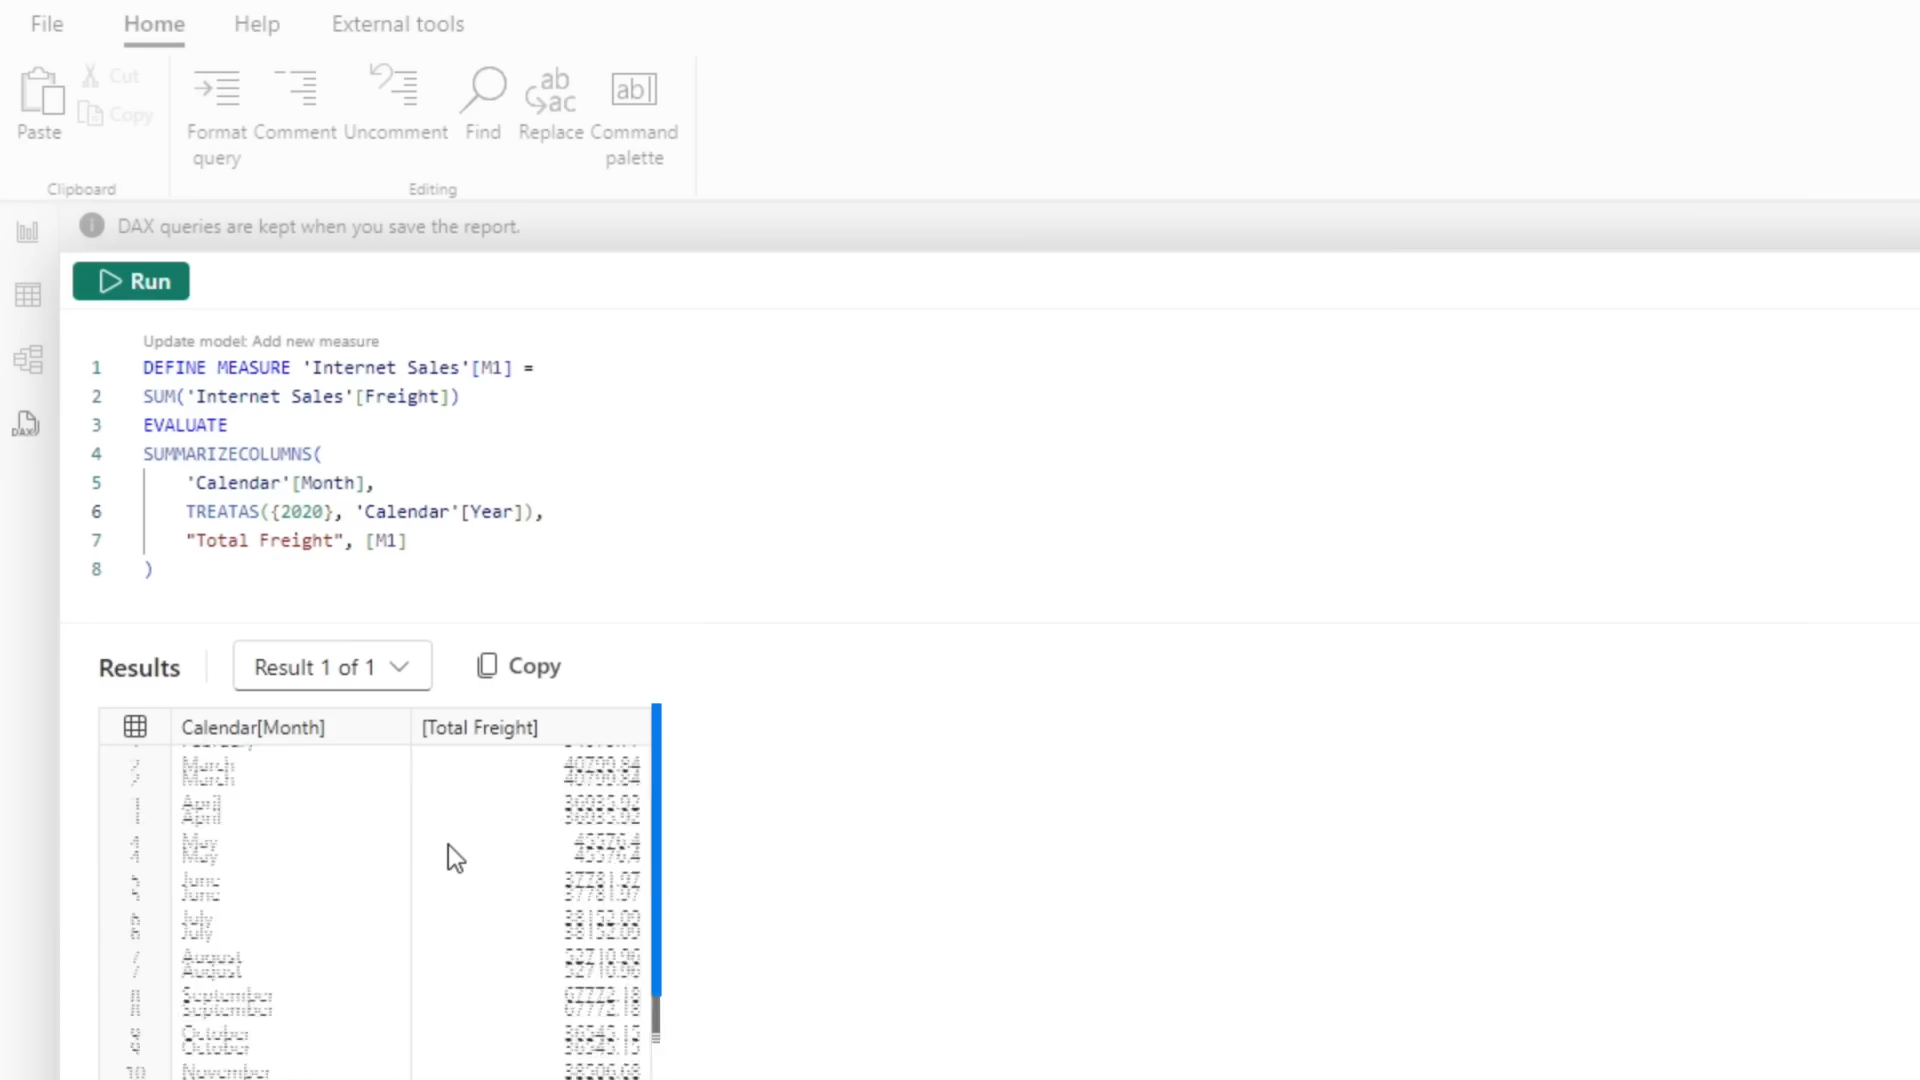 File Home Help External tools
Paste
Cut
Copy
Format query
Comment
Uncomment
Find
Replace
Command palette
Clipboard
Editing
DAX queries are kept when you save the report.
Run
Update model: Add new measure
1 DEFINE MEASURE 'Internet Sales'[M1] =
2 SUM('Internet Sales'[Freight])
3 EVALUATE
4 SUMMARIZECOLUMNS(
5 'Calendar'[Month],
6 TREATAS({2020}, 'Calendar'[Year]),
7 "Total Freight", [M1]
8 )
Results Result 1 of 1 Copy
Calendar[Month] [Total Freight]
March
April
May
June 37781.97
July
August
September 67772.18
October
November